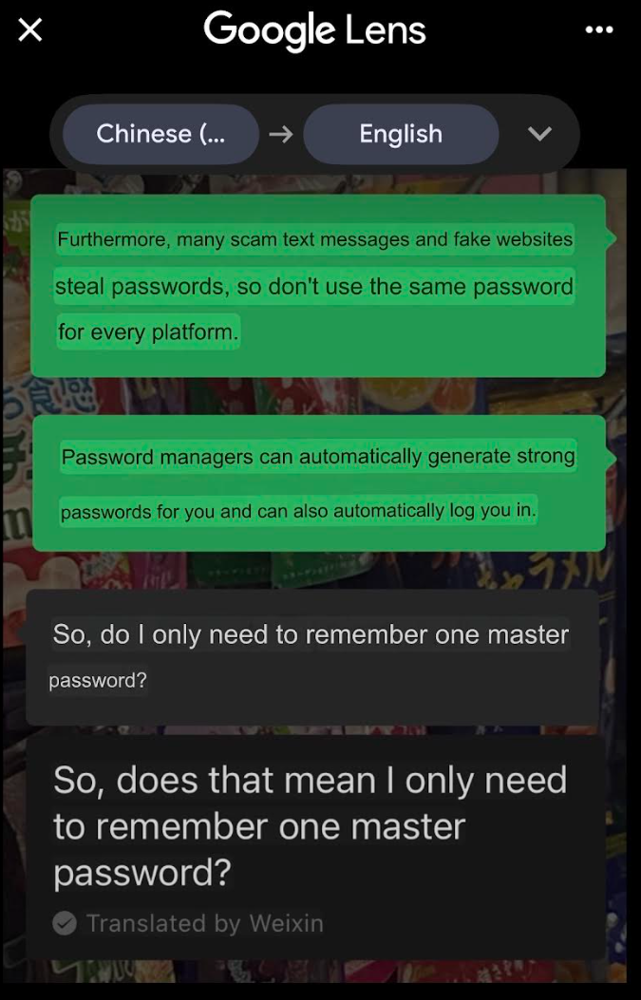 Google Lens
Chinese (...
English
Furthermore, many scam text messages and fake websites
steal passwords, so don't use the same password
for every platform.
Password managers can automatically generate strong
passwords for you and can also automatically log you in.
So, do I only need to remember one master
password?
So, does that mean I only need
to remember one master
password?
Translated by Weixin